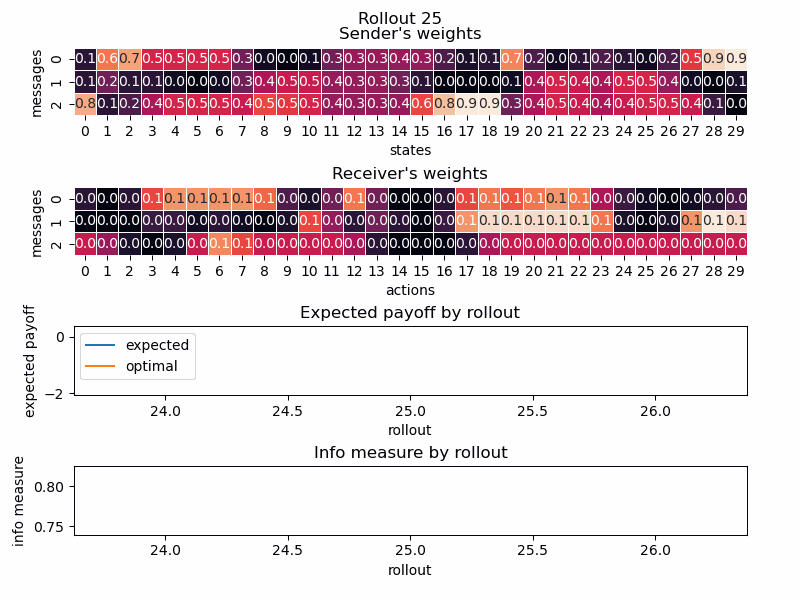 Rollout 25
Sender's weights
messages
0 0.1 0.6 0.7 0.5 0.5 0.5 0.5 0.3 0.0 0.0 0.1 0.3 0.3 0.3 0.4 0.3 0.2 0.1 0.1 0.7 0.2 0.0 0.1 0.2 0.1 0.0 0.2 0.5 0.9 0.9
1 0.1 0.2 0.1 0.1 0.0 0.0 0.0 0.3 0.4 0.5 0.5 0.4 0.3 0.3 0.3 0.1 0.0 0.0 0.0 0.1 0.4 0.5 0.4 0.4 0.5 0.5 0.4 0.0 0.0 0.1
2 0.8 0.1 0.2 0.4 0.5 0.5 0.5 0.4 0.5 0.5 0.5 0.4 0.3 0.3 0.4 0.6 0.8 0.9 0.9 0.3 0.4 0.5 0.4 0.4 0.4 0.5 0.5 0.4 0.1 0.0
0 1 2 3 4 5 6 7 8 9 10 11 12 13 14 15 16 17 18 19 20 21 22 23 24 25 26 27 28 29
states
Receiver's weights
messages
0 0.0 0.0 0.0 0.1 0.1 0.1 0.1 0.1 0.1 0.0 0.0 0.0 0.1 0.0 0.0 0.0 0.0 0.1 0.1 0.1 0.1 0.1 0.1 0.0 0.0 0.0 0.0 0.0 0.0 0.0
1 0.0 0.0 0.0 0.0 0.0 0.0 0.0 0.0 0.0 0.0 0.1 0.0 0.0 0.0 0.0 0.0 0.0 0.1 0.1 0.1 0.1 0.1 0.1 0.1 0.0 0.0 0.0 0.1 0.1 0.1
2 0.0 0.0 0.0 0.0 0.0 0.0 0.1 0.1 0.0 0.0 0.0 0.0 0.0 0.0 0.0 0.0 0.0 0.0 0.0 0.0 0.0 0.0 0.0 0.0 0.0 0.0 0.0 0.0 0.0 0.0
0 1 2 3 4 5 6 7 8 9 10 11 12 13 14 15 16 17 18 19 20 21 22 23 24 25 26 27 28 29
actions
Expected payoff by rollout
expected payoff
0
−2
expected
optimal
24.0 24.5 25.0 25.5 26.0
rollout
Info measure by rollout
info measure
0.80
0.75
24.0 24.5 25.0 25.5 26.0
rollout